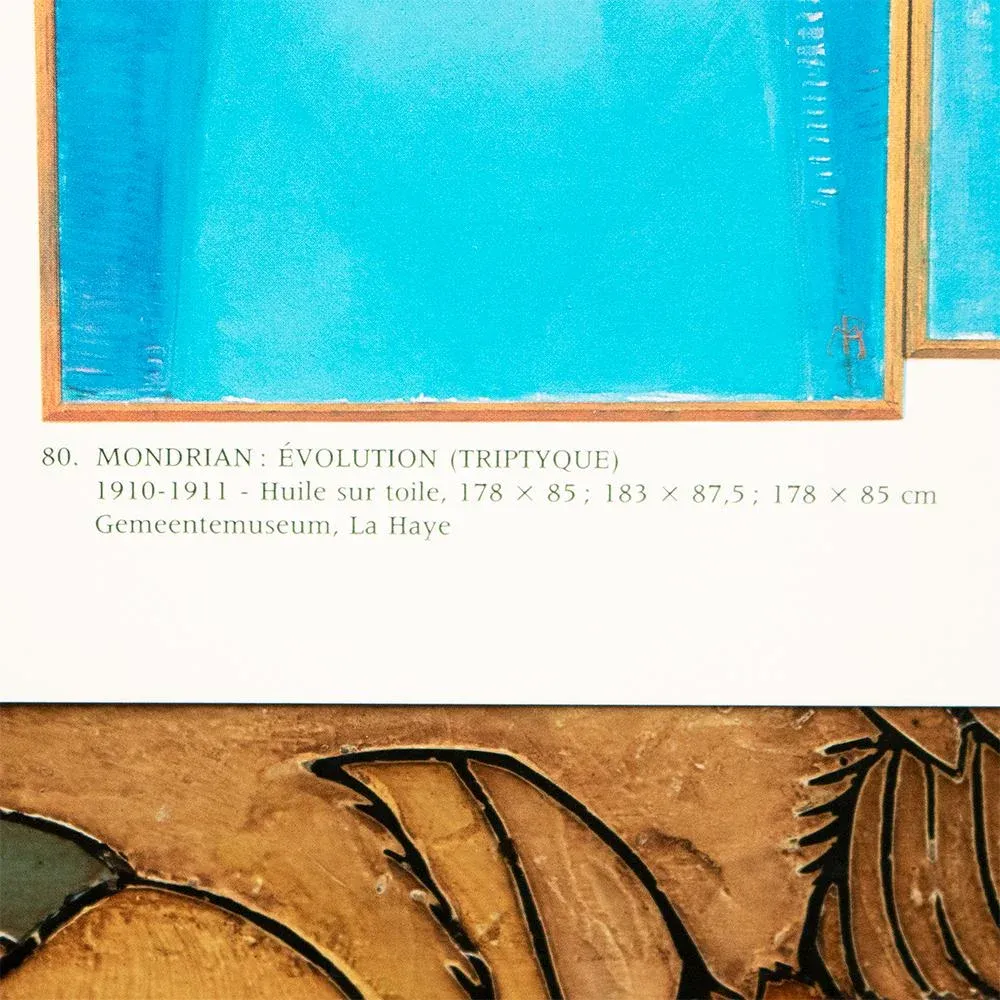 80. MONDRIAN : ÉVOLUTION (TRIPTYQUE)
1910-1911 - Huile sur toile, 178 × 85 ; 183 × 87,5 ; 178 × 85 cm
Gemeentemuseum, La Haye